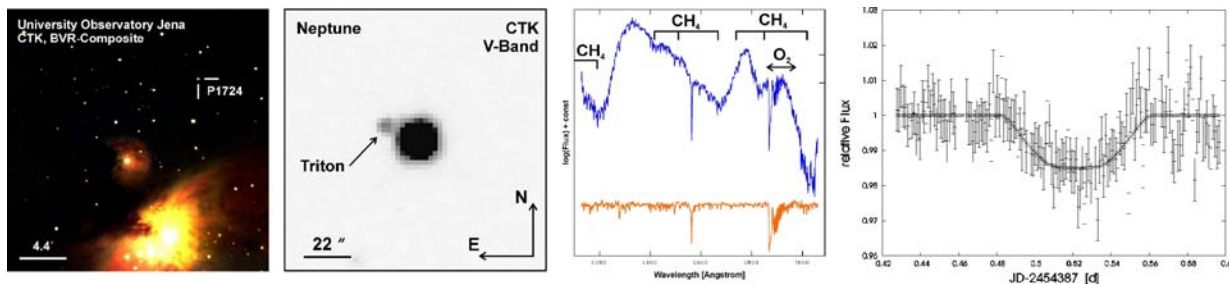 University Observatory Jena
CTK, BVR-Composite
P1724
4.4'
Neptune
CTK
V-Band
Triton
N
E
22 "
CH4
CH4
CH4
O2
log(Flux) + const
Wavelength [Angstrom]
relative Flux
1.03
1.02
1.01
1
0.99
0.98
0.97
0.96
0.42
0.44
0.46
0.48
0.5
0.52
0.54
0.56
0.58
JD-2454387 [d]